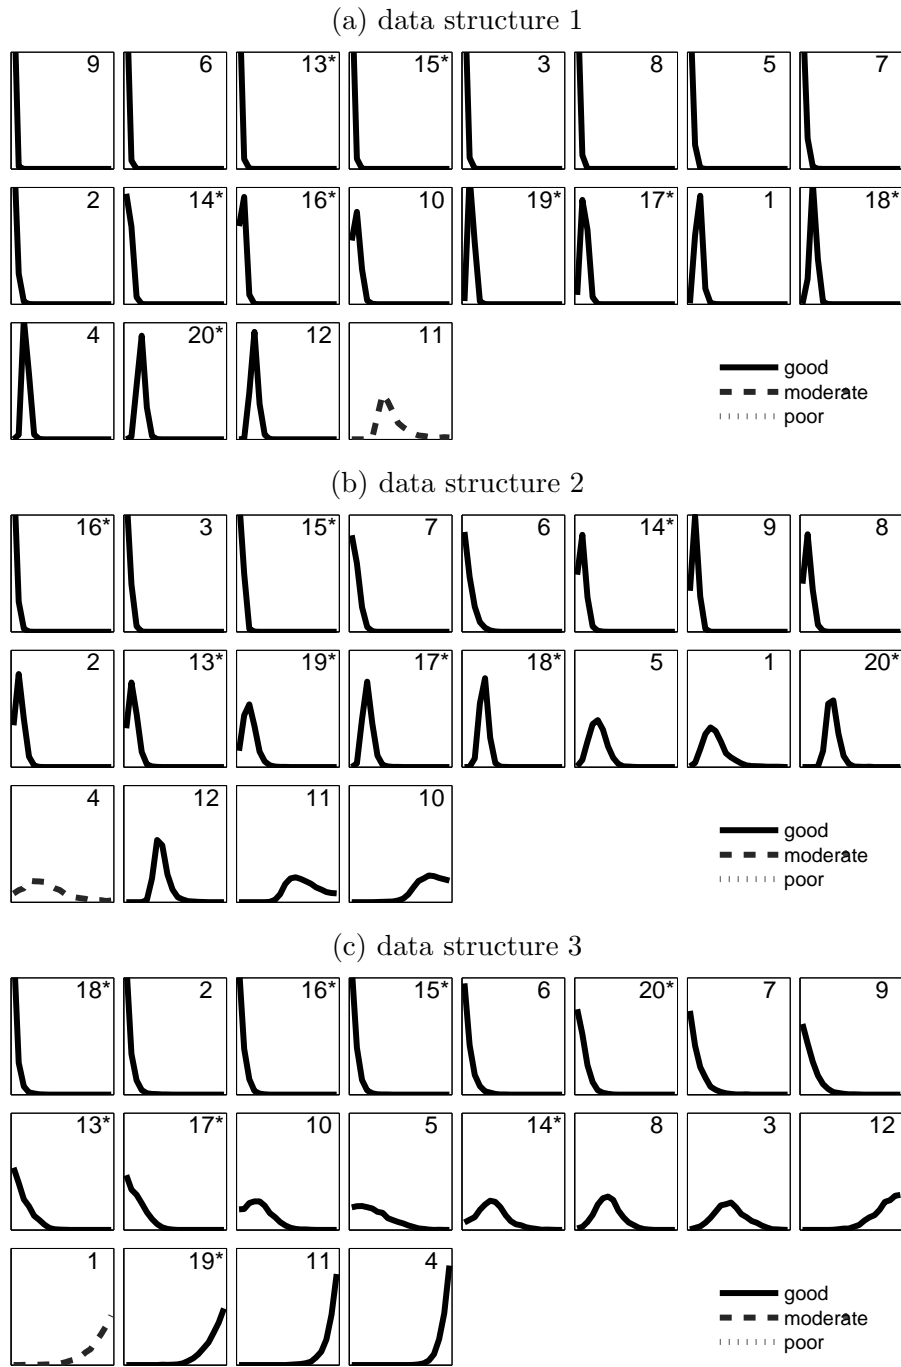 (a) data structure 1
9 6 13* 15* 3 8 5 7
2 14* 16* 10 19* 17* 1 18*
4 20* 12 11
good
moderate
poor
(b) data structure 2
16* 3 15* 7 6 14* 9 8
2 13* 19* 17* 18* 5 1 20*
4 12 11 10
good
moderate
poor
(c) data structure 3
18* 2 16* 15* 6 20* 7 9
13* 17* 10 5 14* 8 3 12
1 19* 11 4
good
moderate
poor